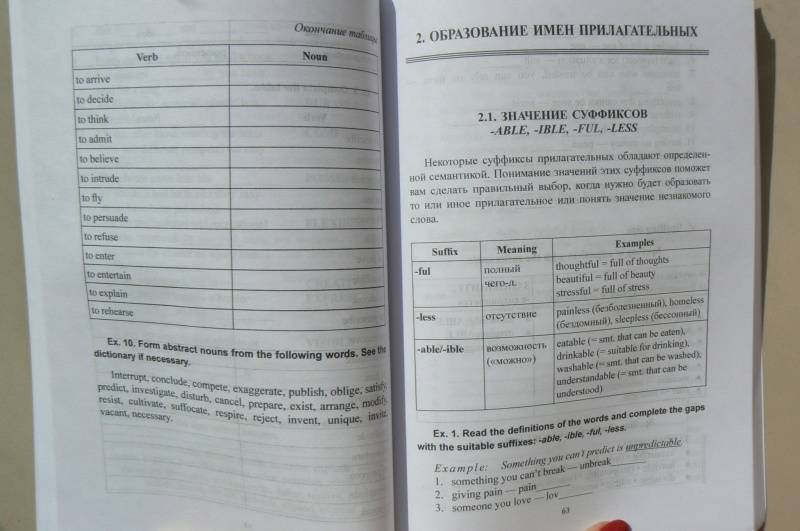 Окончание таблицы
Verb Noun
to arrive
to decide
to think
to admit
to believe
to intrude
to fly
to persuade
to refuse
to enter
to entertain
to explain
to rehearse
Ex. 10. Form abstract nouns from the following words. See the
dictionary if necessary.
Interrupt, conclude, compete, exaggerate, publish, oblige, satisfy,
predict, investigate, disturb, cancel, prepare, exist, arrange, modify,
resist, cultivate, suffocate, respire, reject, invent, unique, invite,
vacant, necessary.
2. ОБРАЗОВАНИЕ ИМЕН ПРИЛАГАТЕЛЬНЫХ
2.1. ЗНАЧЕНИЕ СУФФИКСОВ
-ABLE, -IBLE, -FUL, -LESS
Некоторые суффиксы прилагательных обладают определен-
ной семантикой. Понимание значений этих суффиксов поможет
вам сделать правильный выбор, когда нужно будет образовать
то или иное прилагательное или понять значение незнакомого
слова.
Suffix Meaning Examples
-ful полный thoughtful = full of thoughts
чего-л. beautiful = full of beauty
stressful = full of stress
-less отсутствие painless (безболезненный), homeless
(бездомный), sleepless (бессонный)
-able/-ible возможность eatable (= smt. that can be eaten),
(«можно») drinkable (= suitable for drinking),
washable (= smt. that can be washed),
understandable (= smt. that can be
understood)
Ex. 1. Read the definitions of the words and complete the gaps
with the suitable suffixes: -able, -ible, -ful, -less.
Example: Something you can't predict is unpredictable.
1. something you can't break — unbreak______
2. giving pain — pain______
3. someone you love — lov______
63